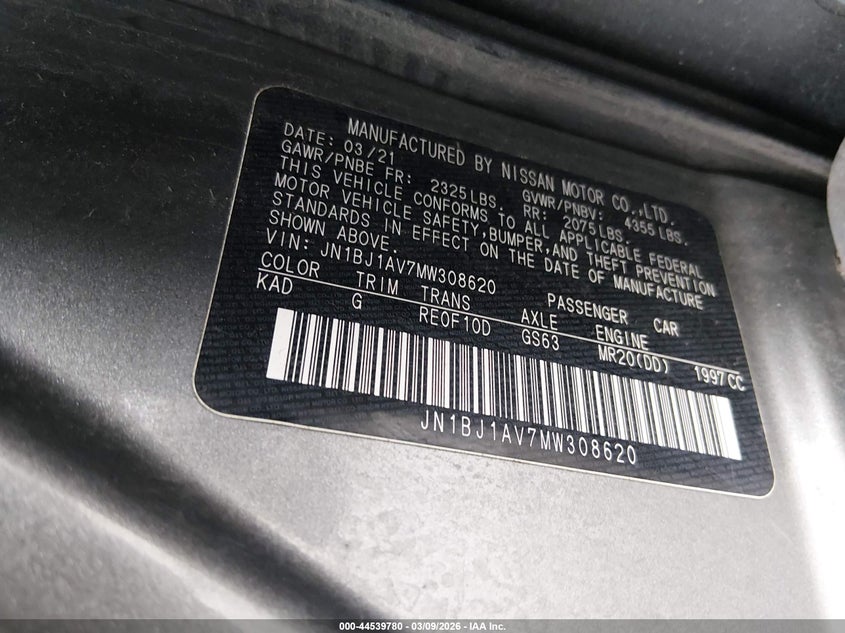 MANUFACTURED BY NISSAN MOTOR CO.,LTD.
DATE: 03/21 GVWR/PNBV: 4355 LBS.
GAWR/PNBE FR: 2325 LBS. RR: 2075 LBS.
THIS VEHICLE CONFORMS TO ALL APPLICABLE FEDERAL
MOTOR VEHICLE SAFETY,BUMPER,AND THEFT PREVENTION
STANDARDS IN EFFECT ON THE DATE OF MANUFACTURE
SHOWN ABOVE.
VIN: JN1BJ1AV7MW308620 PASSENGER CAR
COLOR TRIM TRANS AXLE ENGINE
KAD G RE0F10D GS63 MR20(DD) 1997CC
JN1BJ1AV7MW308620
000-44539780 - 03/09/2026 - IAA Inc.